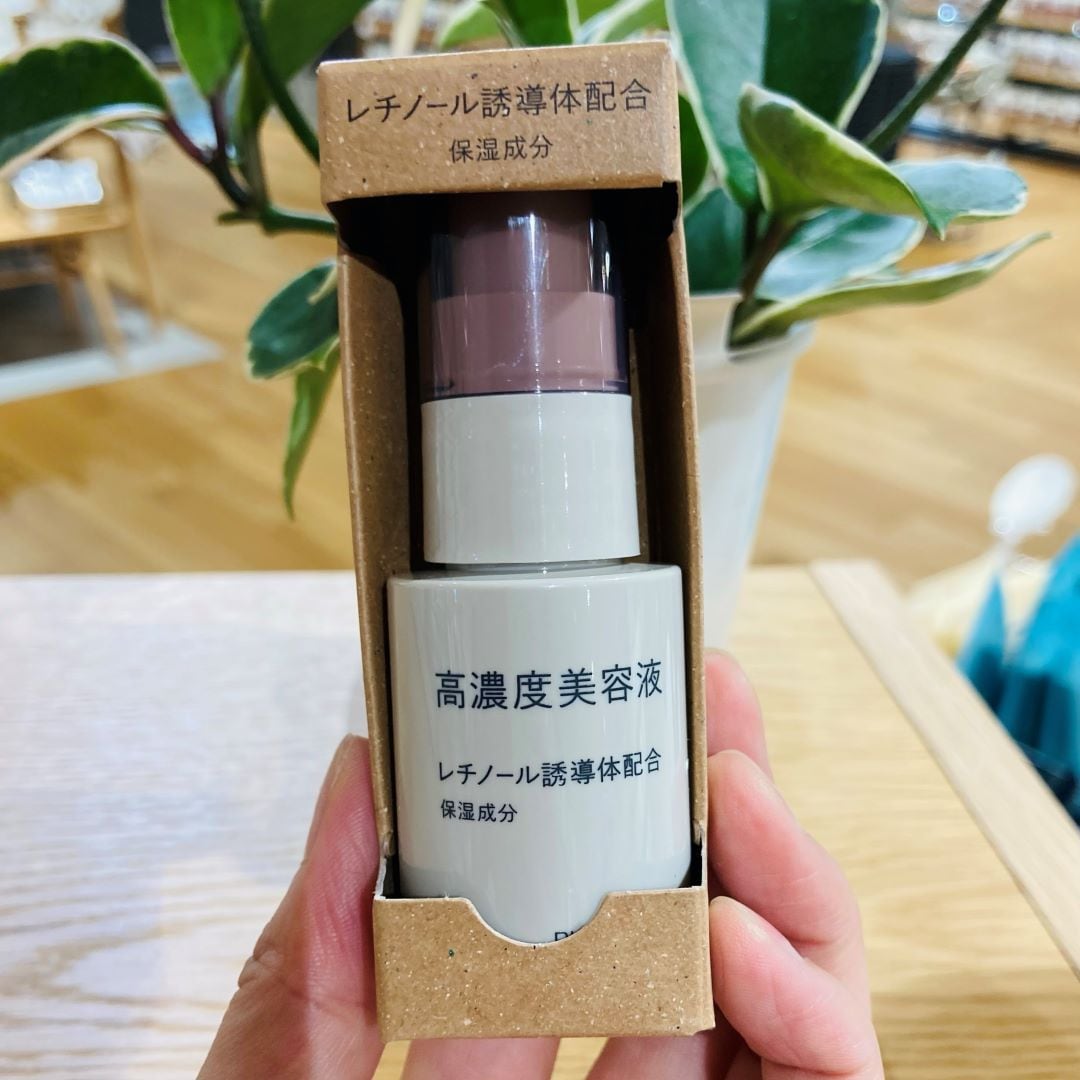 レチノール誘導体配合
保湿成分
高濃度美容液
レチノール誘導体配合
保湿成分